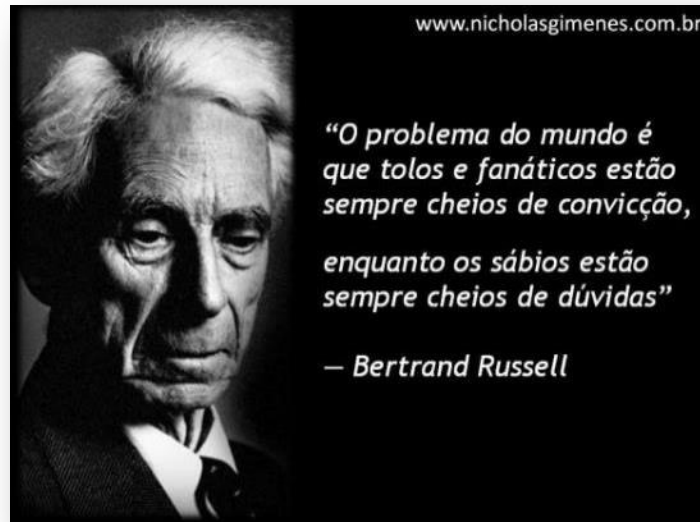 www.nicholasgimenes.com.br
“O problema do mundo é
que tolos e fanáticos estão
sempre cheios de convicção,
enquanto os sábios estão
sempre cheios de dúvidas”
— Bertrand Russell